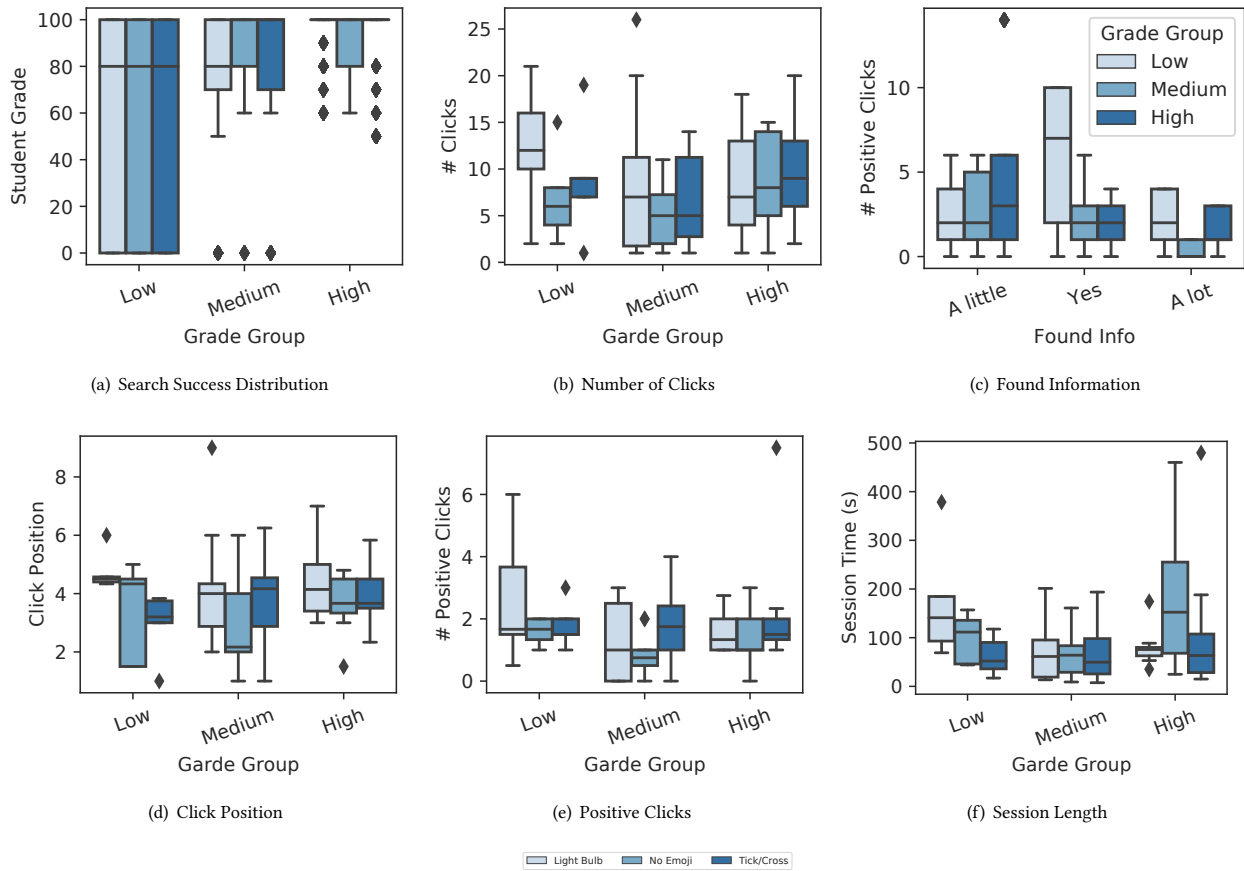 100
80
60
40
20
0
Student Grade
Low
Medium
High
Grade Group
(a) Search Success Distribution
25
20
15
10
5
0
# Clicks
Low
Medium
High
Garde Group
(b) Number of Clicks
10
5
0
# Positive Clicks
Grade Group
Low
Medium
High
A little
Yes
A lot
Found Info
(c) Found Information
8
6
4
2
Click Position
Low
Medium
High
Garde Group
(d) Click Position
6
4
2
0
# Positive Clicks
Low
Medium
High
Garde Group
(e) Positive Clicks
500
400
300
200
100
0
Session Time (s)
Low
Medium
High
Garde Group
(f) Session Length
Light Bulb No Emoji Tick/Cross